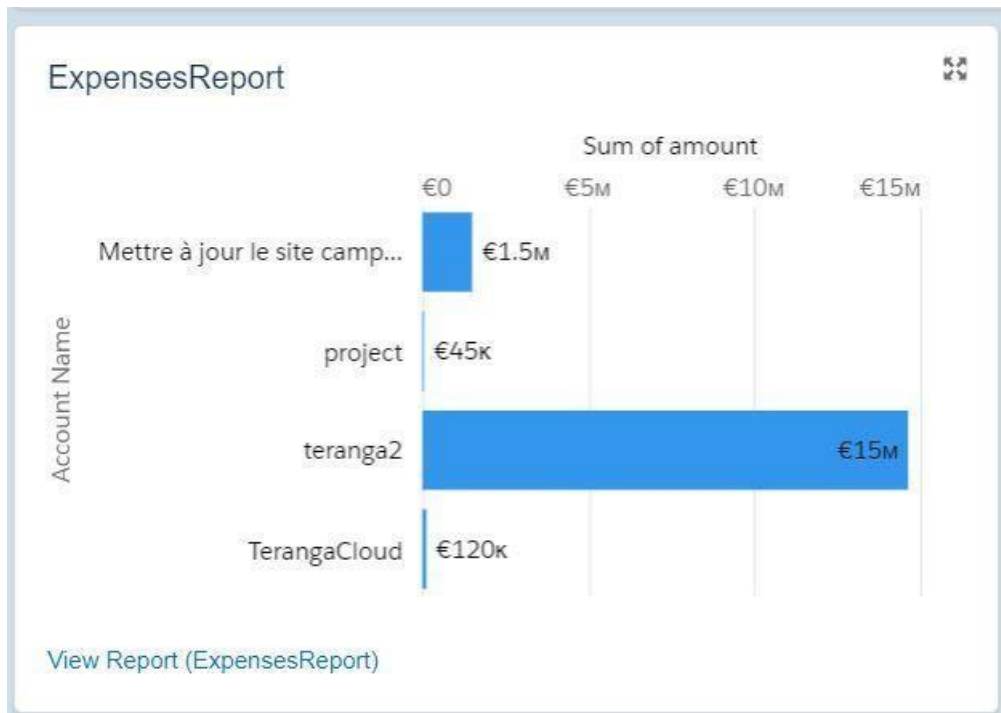 ExpensesReport
Sum of amount
€0 €5M €10M €15M
Mettre à jour le site camp... €1.5M
project €45K
teranga2 €15M
TerangaCloud €120K
Account Name
View Report (ExpensesReport)